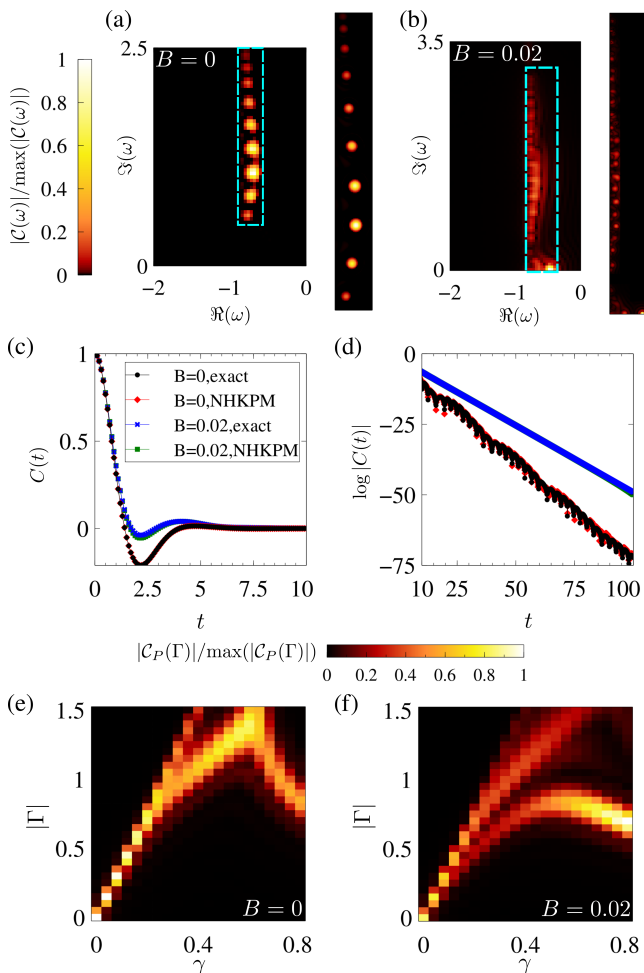 (a)
B = 0
2.5
ℑ(ω)
0
−2
−1
0
ℜ(ω)
|𝒞(ω)|/max(|𝒞(ω)|)
1
0.8
0.6
0.4
0.2
0
(b)
B = 0.02
3.5
ℑ(ω)
0
−2
−1
0
ℜ(ω)
(c)
1
0.5
0
C(t)
B=0,exact
B=0,NHKPM
B=0.02,exact
B=0.02,NHKPM
0
2.5
5
7.5
10
t
(d)
0
−25
−50
−75
log |C(t)|
10
25
50
75
100
t
|𝒞_P(Γ)|/max(|𝒞_P(Γ)|)
0
0.2
0.4
0.6
0.8
1
(e)
1.5
1
0.5
0
|Γ|
B = 0
0
0.4
0.8
γ
(f)
1.5
1
0.5
0
|Γ|
B = 0.02
0
0.4
0.8
γ